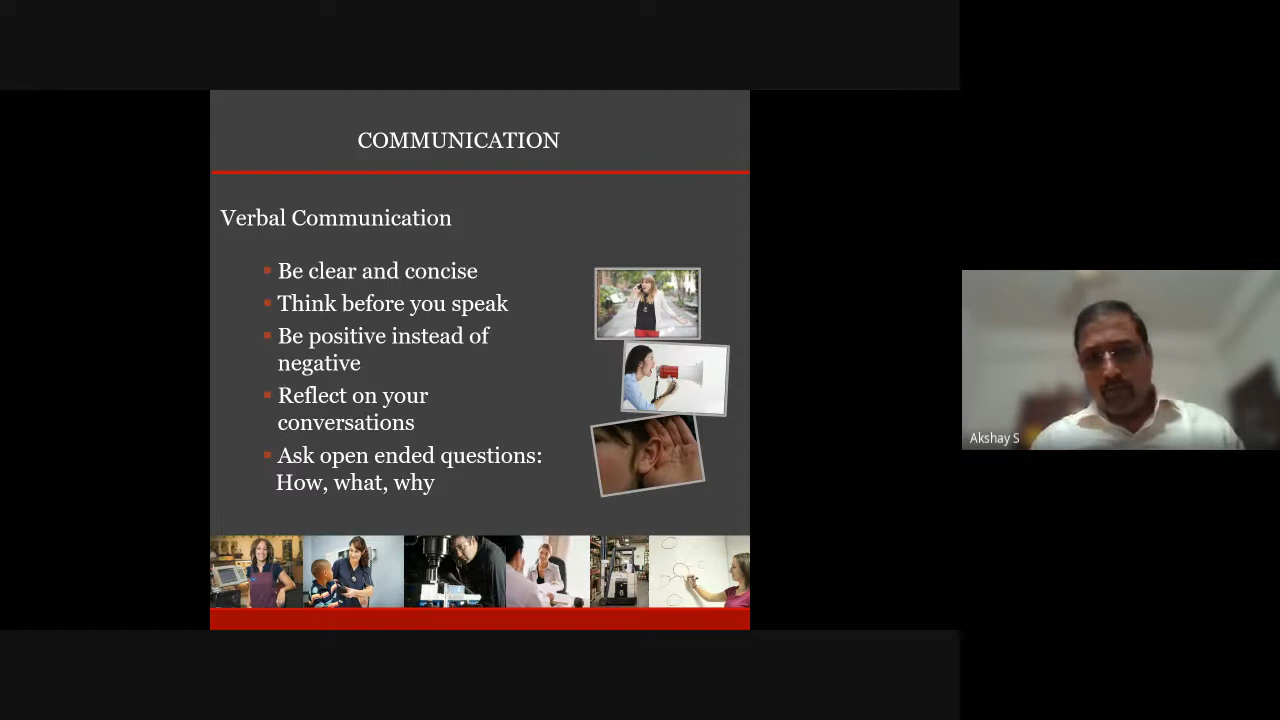 COMMUNICATION
Verbal Communication
Be clear and concise
Think before you speak
Be positive instead of
negative
Reflect on your
conversations
Ask open ended questions:
How, what, why
Akshay S